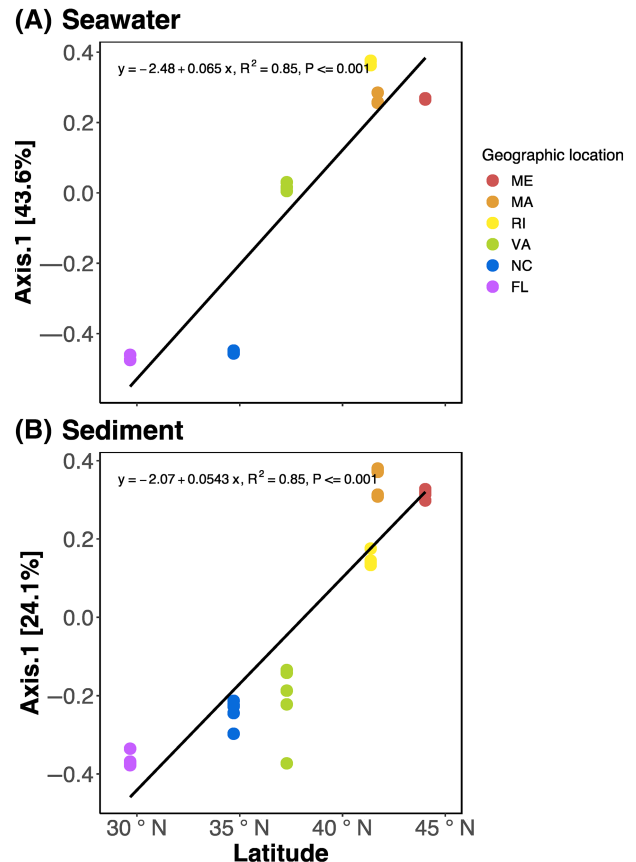 (A) Seawater
y = −2.48 + 0.065 x, R² = 0.85, P <= 0.001
0.4
0.2
0.0
−0.2
−0.4
Axis.1 [43.6%]
Geographic location
ME
MA
RI
VA
NC
FL
(B) Sediment
y = −2.07 + 0.0543 x, R² = 0.85, P <= 0.001
0.4
0.2
0.0
−0.2
−0.4
Axis.1 [24.1%]
30 ° N 35 ° N 40 ° N 45 ° N
Latitude